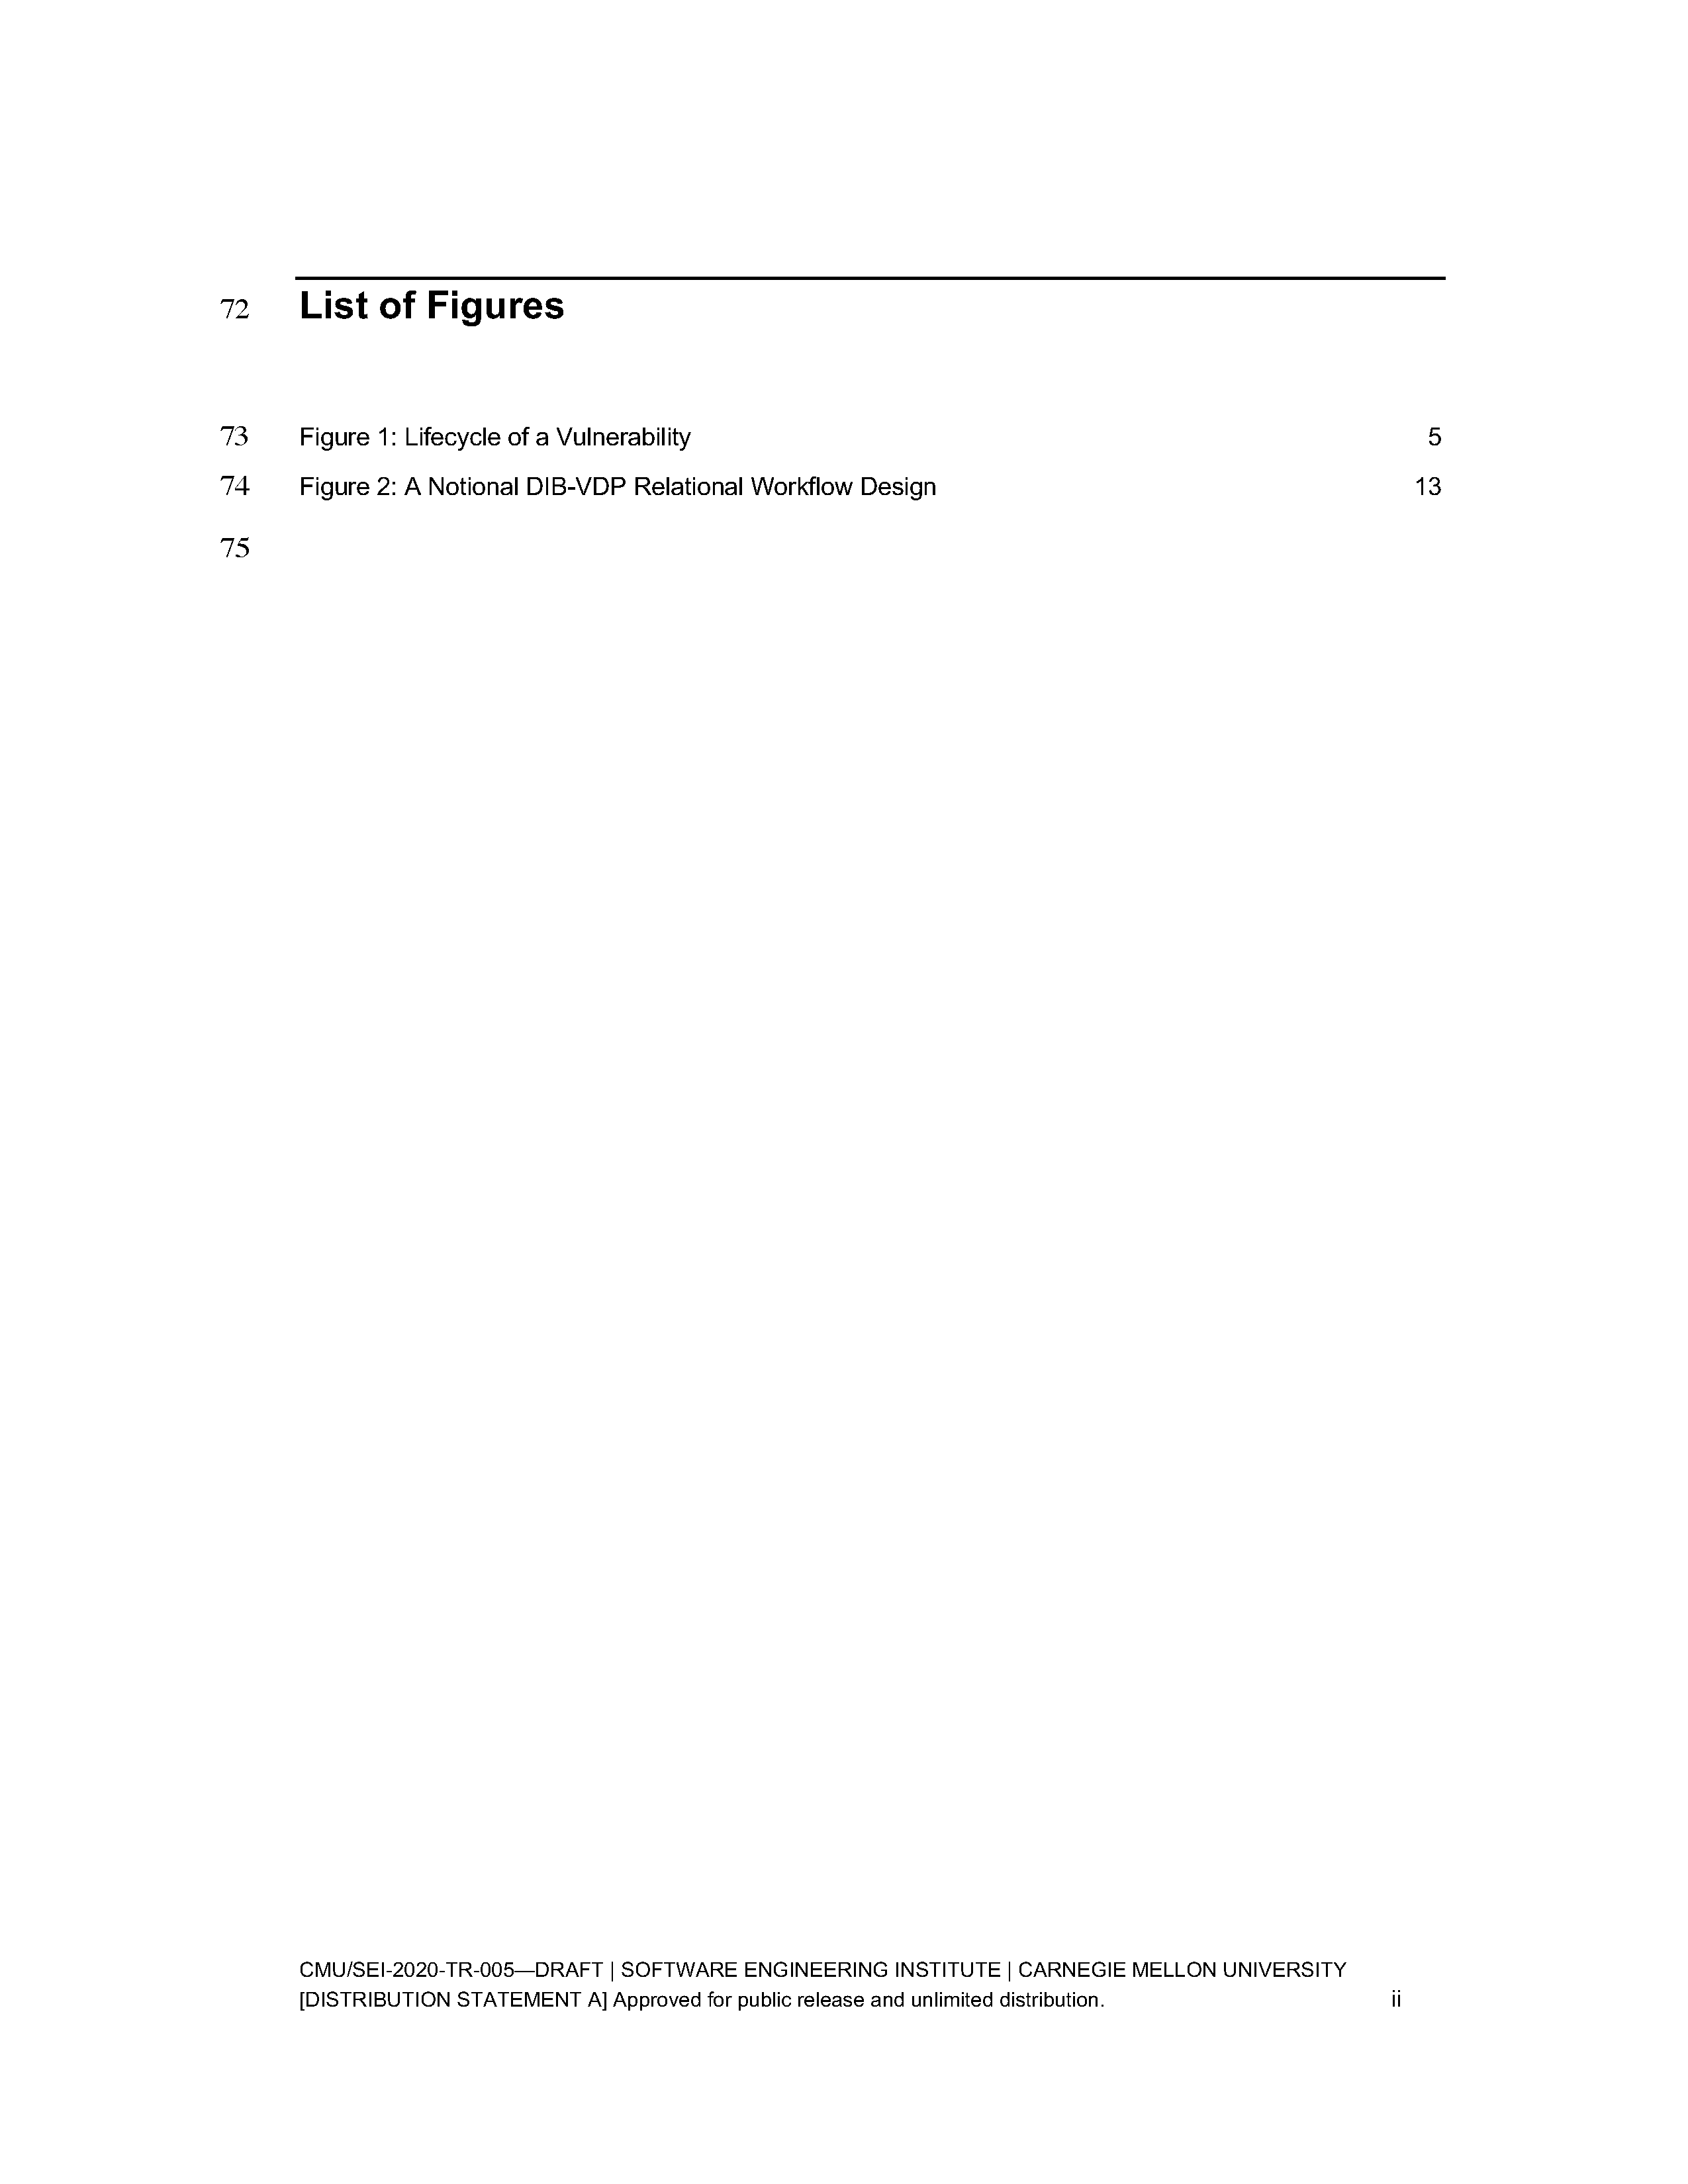 72 List of Figures
73 Figure 1: Lifecycle of a Vulnerability 5
74 Figure 2: A Notional DIB-VDP Relational Workflow Design 13
75
CMU/SEI-2020-TR-005—DRAFT | SOFTWARE ENGINEERING INSTITUTE | CARNEGIE MELLON UNIVERSITY
[DISTRIBUTION STATEMENT A] Approved for public release and unlimited distribution. ii